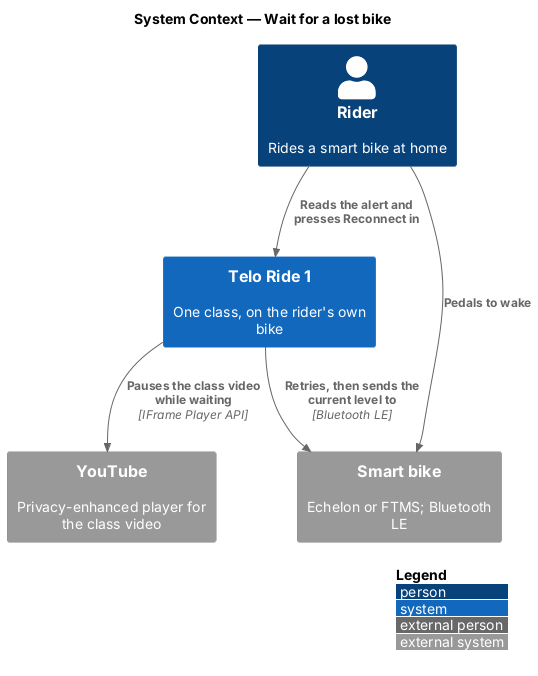 System Context — Wait for a lost bike
Rider
Rides a smart bike at home
Reads the alert and
presses Reconnect in
Telo Ride 1
One class, on the rider's own
bike
Pedals to wake
Pauses the class video
while waiting
[IFrame Player API]
Retries, then sends the
current level to
[Bluetooth LE]
YouTube
Privacy-enhanced player for
the class video
Smart bike
Echelon or FTMS; Bluetooth
LE
Legend
person
system
external person
external system